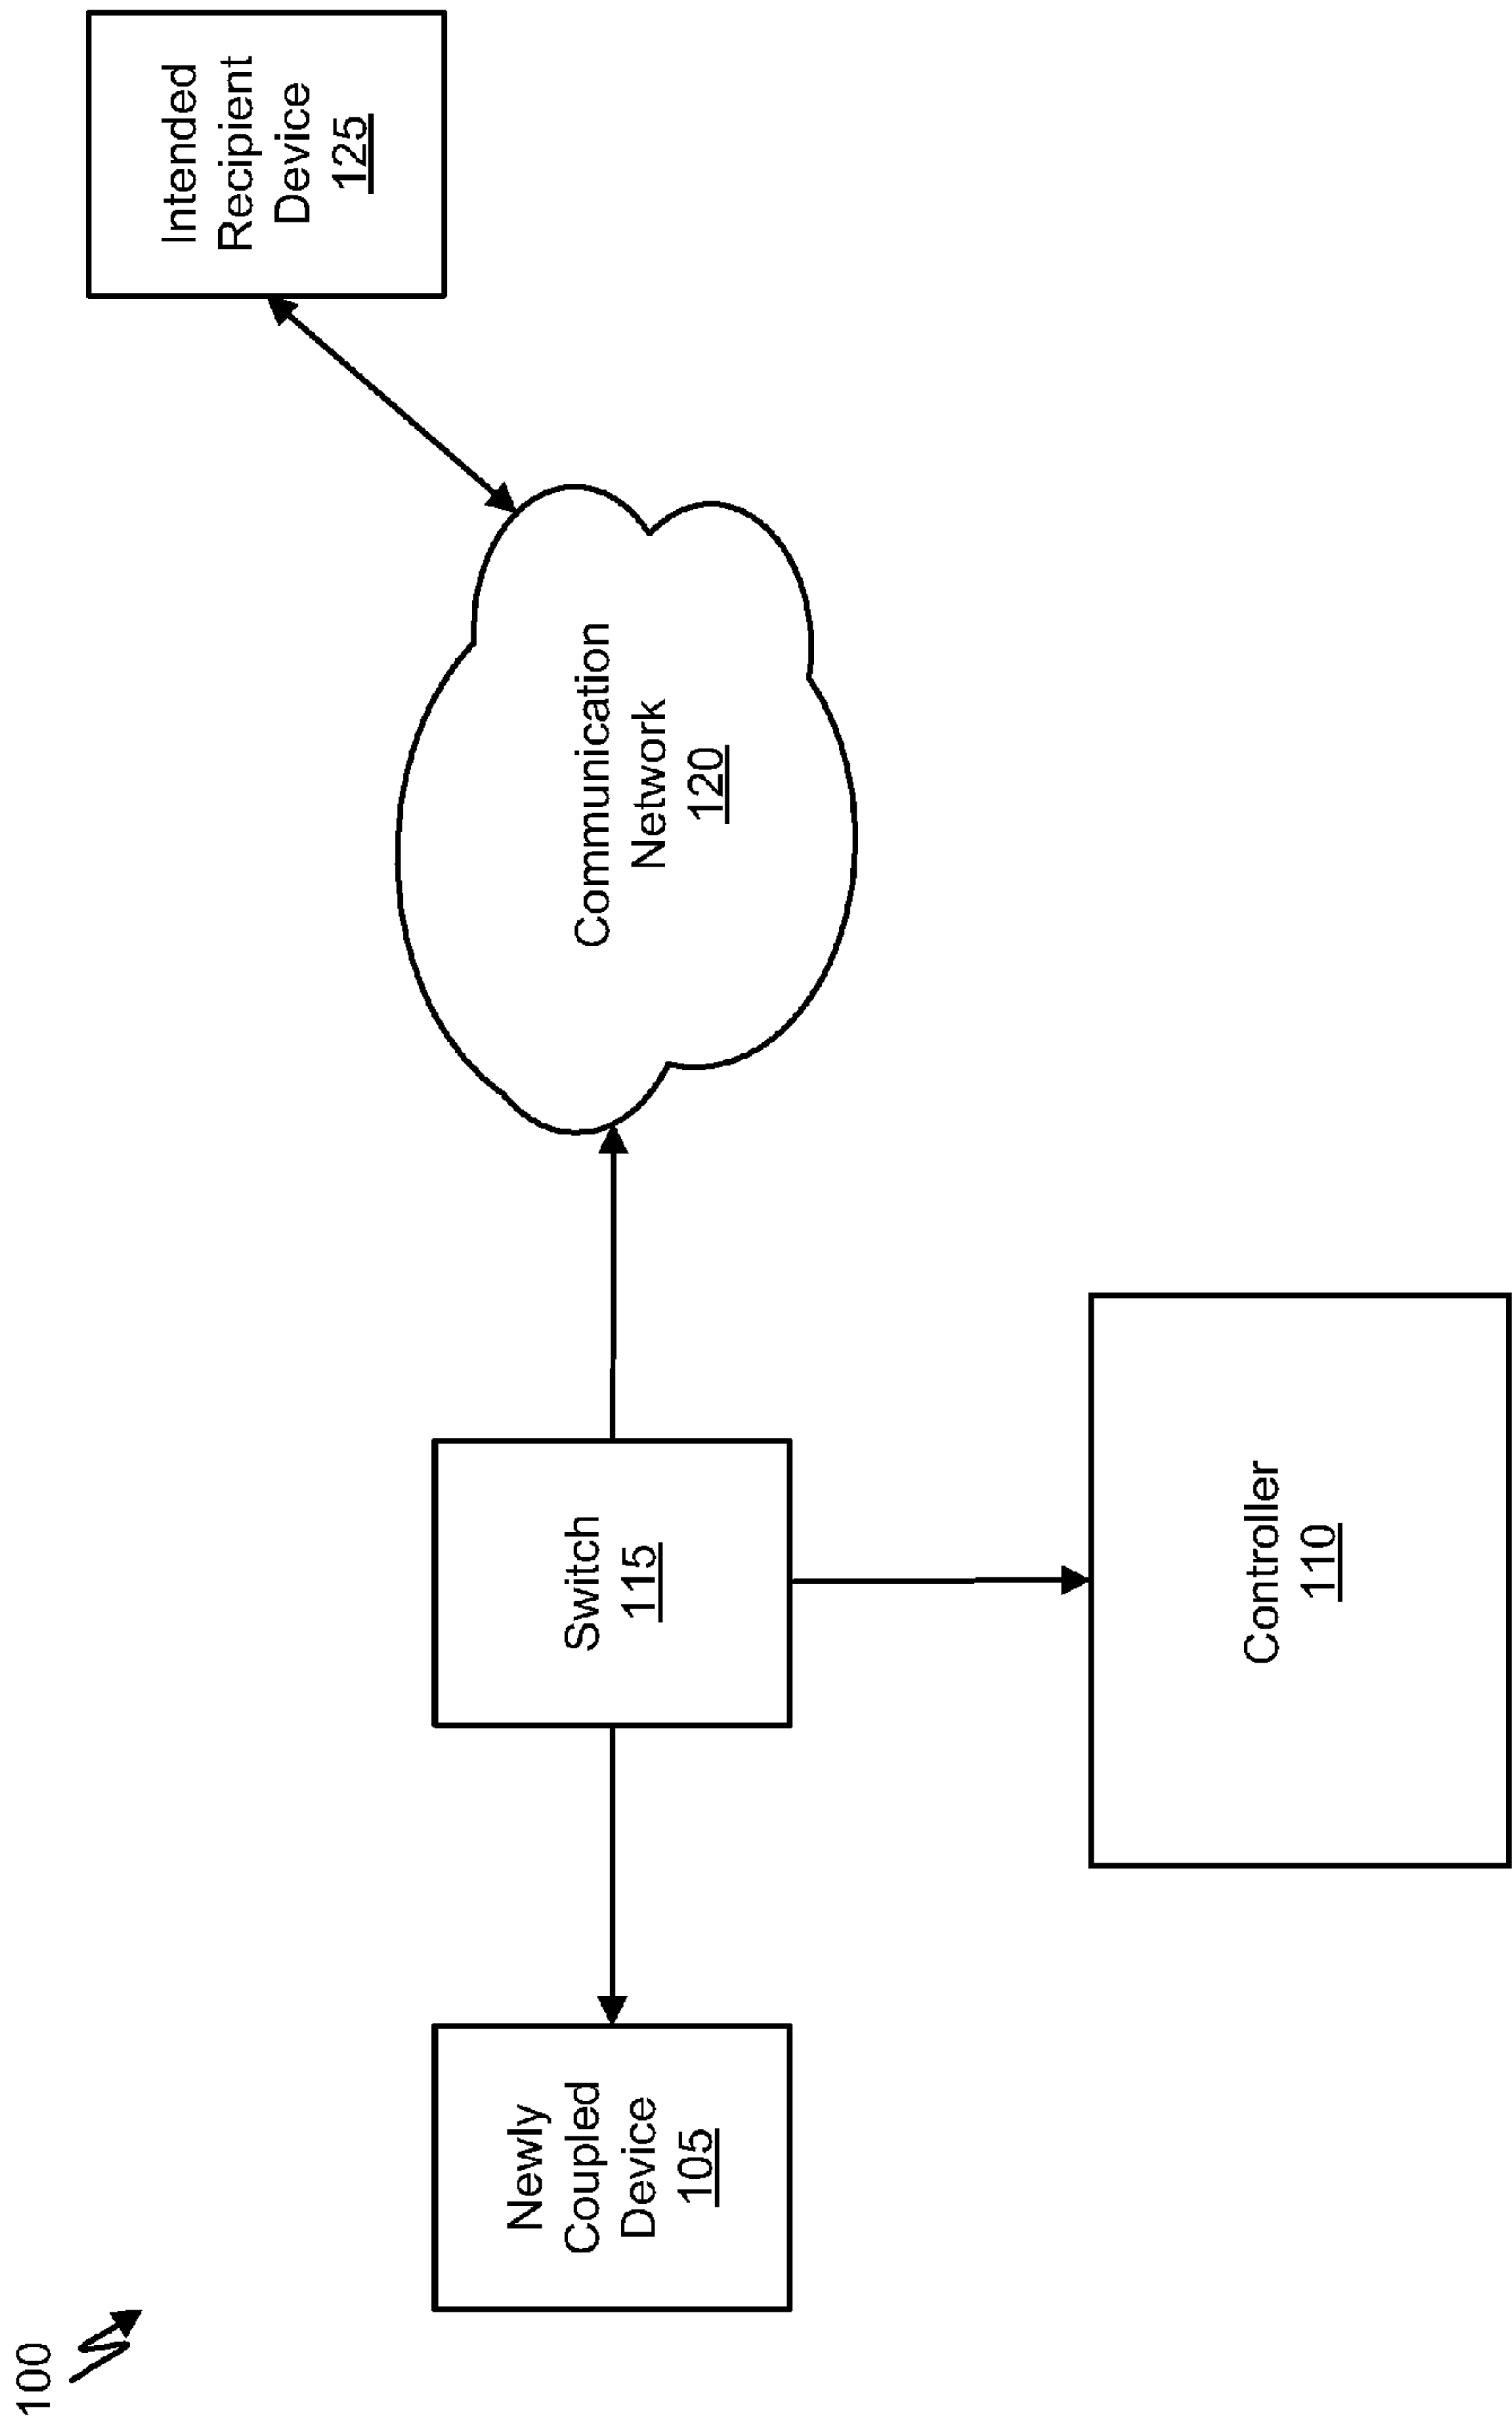 100
Newly
Coupled
Device
105
Switch
115
Controller
110
Communication
Network
120
Intended
Recipient
Device
125